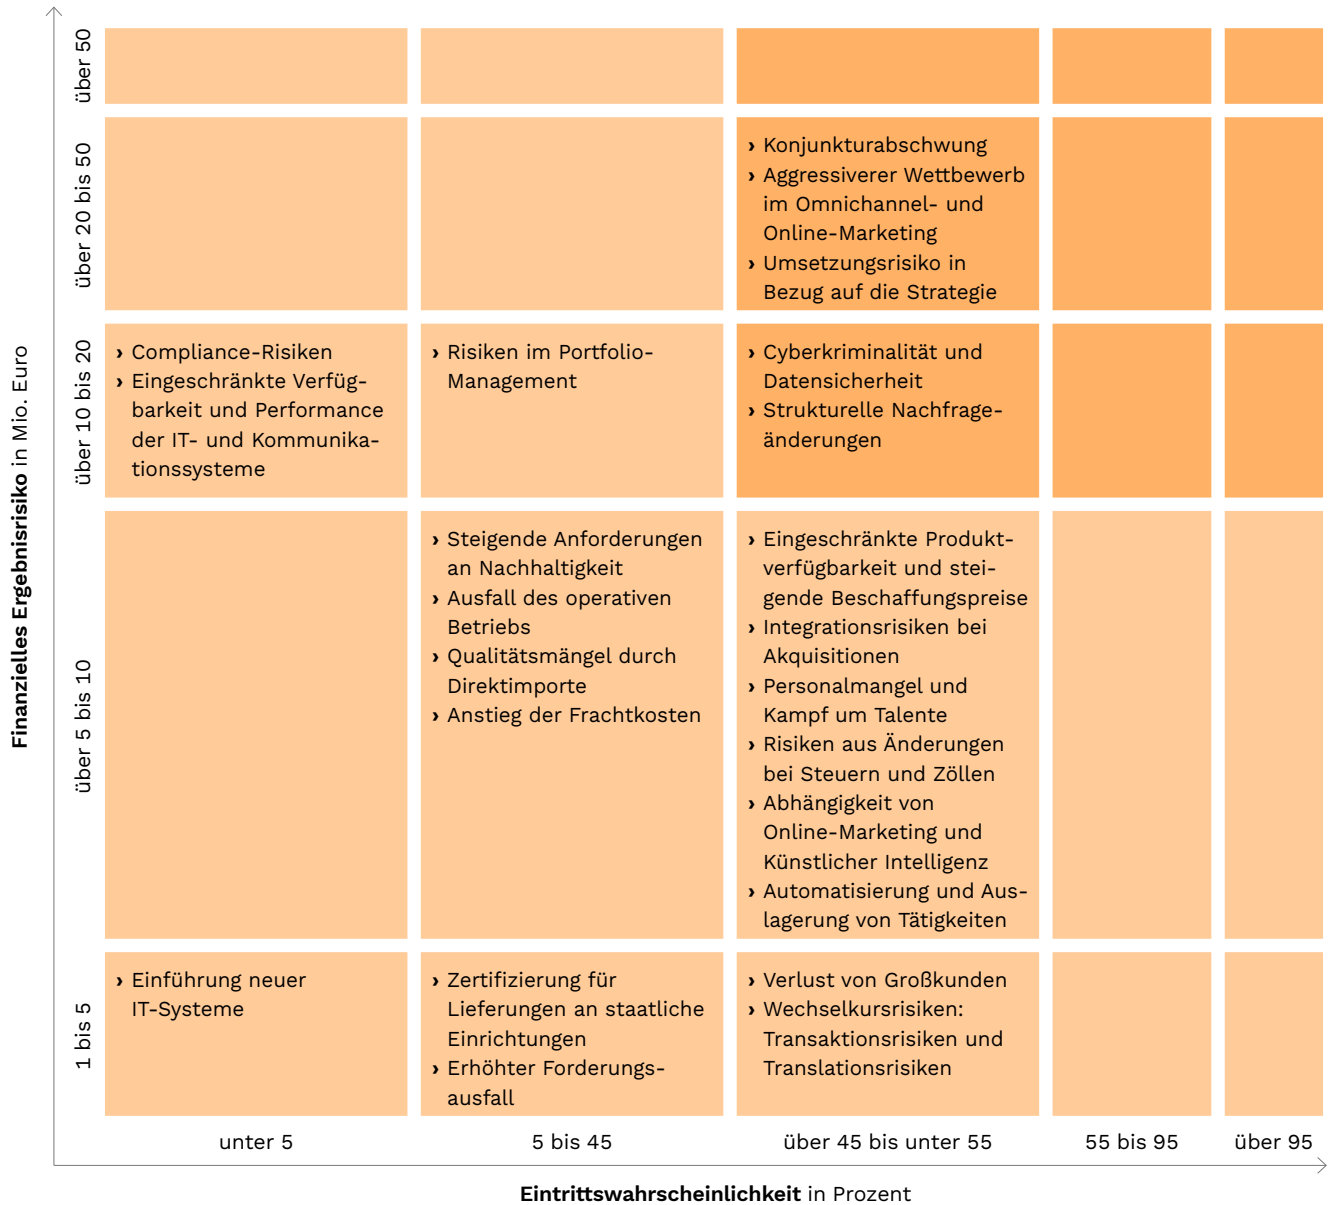 über 50
über 20 bis 50
› Konjunkturabschwung
› Aggressiverer Wettbewerb
im Omnichannel- und
Online-Marketing
› Umsetzungsrisiko in
Bezug auf die Strategie
über 10 bis 20
› Compliance-Risiken
› Eingeschränkte Verfüg-
barkeit und Performance
der IT- und Kommunika-
tionssysteme
› Risiken im Portfolio-
Management
› Cyberkriminalität und
Datensicherheit
› Strukturelle Nachfrage-
änderungen
Finanzielles Ergebnisrisiko in Mio. Euro
über 5 bis 10
› Steigende Anforderungen
an Nachhaltigkeit
› Ausfall des operativen
Betriebs
› Qualitätsmängel durch
Direktimporte
› Anstieg der Frachtkosten
› Eingeschränkte Produkt-
verfügbarkeit und stei-
gende Beschaffungspreise
› Integrationsrisiken bei
Akquisitionen
› Personalmangel und
Kampf um Talente
› Risiken aus Änderungen
bei Steuern und Zöllen
› Abhängigkeit von
Online-Marketing und
Künstlicher Intelligenz
› Automatisierung und Aus-
lagerung von Tätigkeiten
1 bis 5
› Einführung neuer
IT-Systeme
› Zertifizierung für
Lieferungen an staatliche
Einrichtungen
› Erhöhter Forderungs-
ausfall
› Verlust von Großkunden
› Wechselkursrisiken:
Transaktionsrisiken und
Translationsrisiken
unter 5
5 bis 45
über 45 bis unter 55
55 bis 95
über 95
Eintrittswahrscheinlichkeit in Prozent